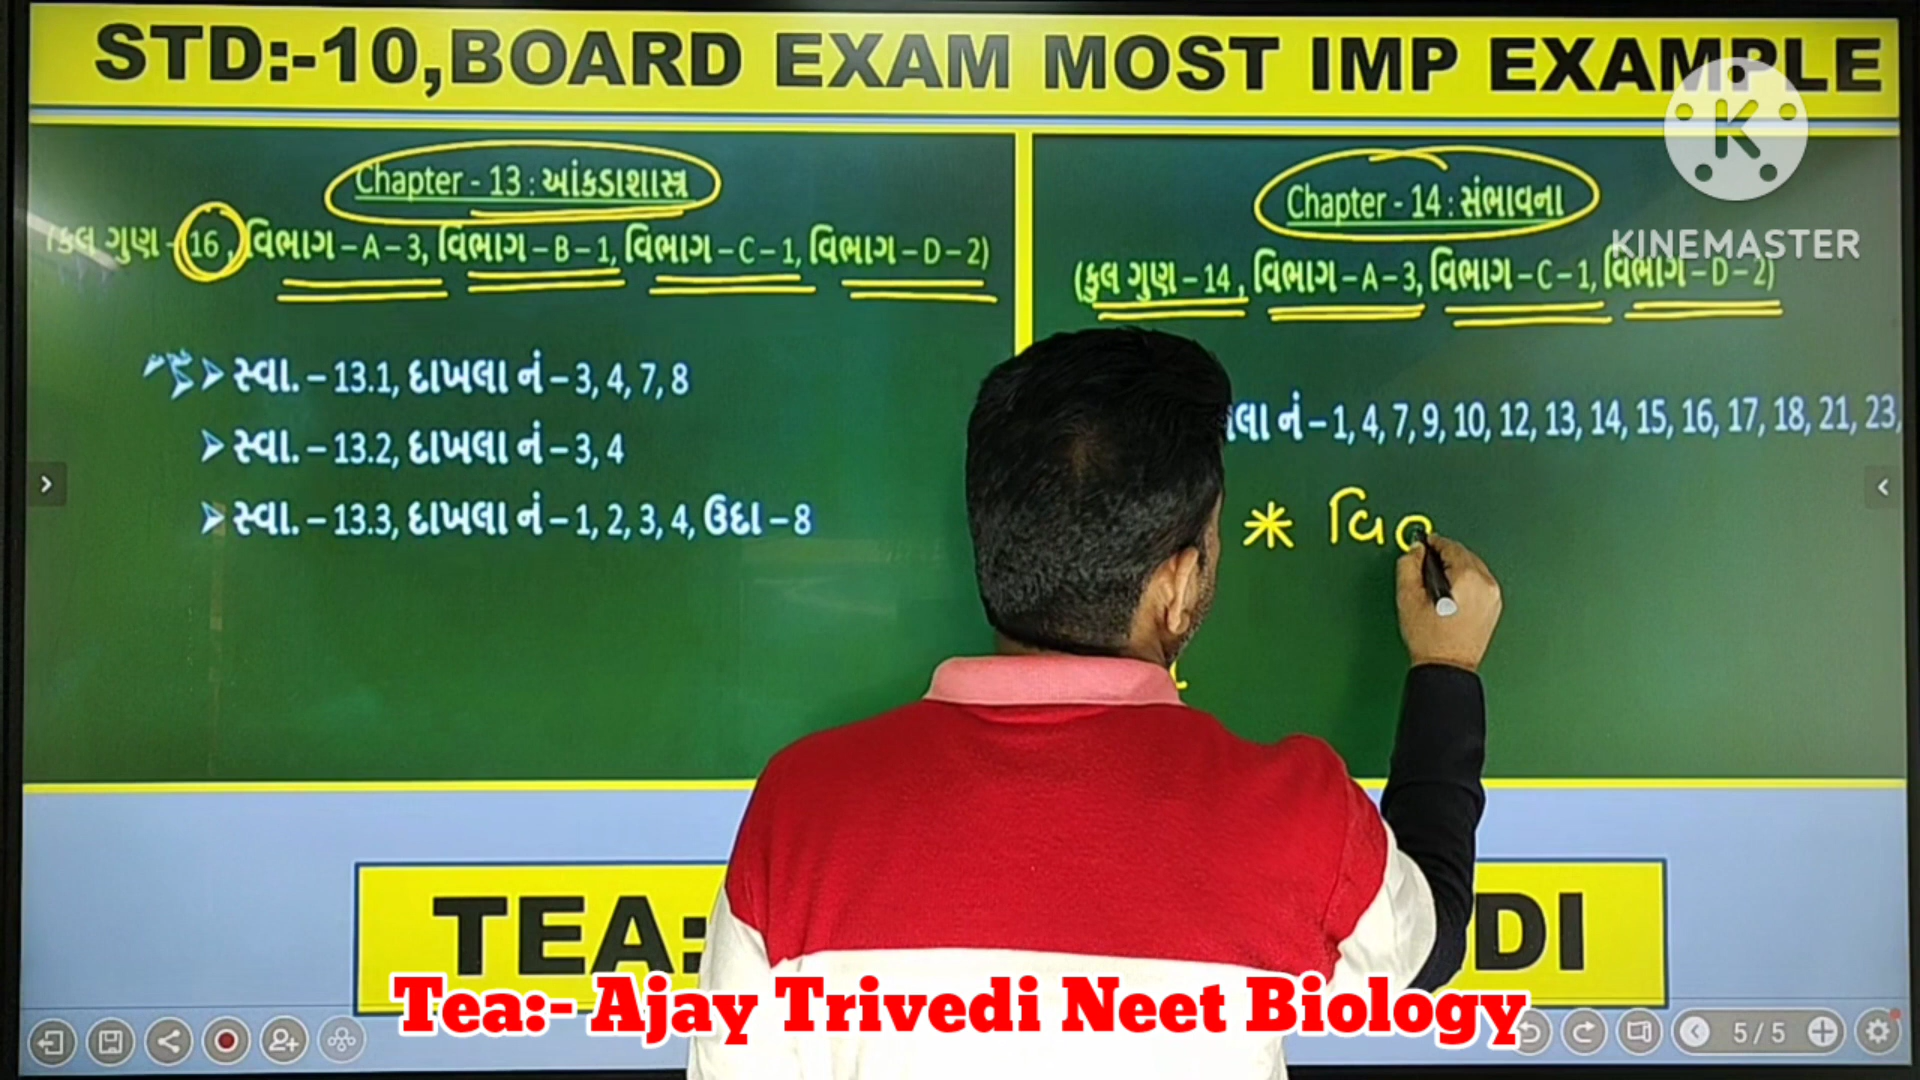 STD:-10,BOARD EXAM MOST IMP EXAMPLE
KINEMASTER
Chapter - 13 : આંકડાશાસ્ત્ર
(કુલ ગુણ - 16 , વિભાગ – A – 3, વિભાગ – B – 1, વિભાગ – C – 1, વિભાગ – D – 2)
➤ સ્વા. – 13.1, દાખલા નં – 3, 4, 7, 8
➤ સ્વા. – 13.2, દાખલા નં – 3, 4
➤ સ્વા. – 13.3, દાખલા નં – 1, 2, 3, 4, ઉદા – 8
Chapter - 14 : સંભાવના
(કુલ ગુણ – 14 , વિભાગ – A – 3, વિભાગ – C – 1, વિભાગ – D – 2)
લા નં – 1, 4, 7, 9, 10, 12, 13, 14, 15, 16, 17, 18, 21, 23,
* વિ
TEA: DI
Tea:- Ajay Trivedi Neet Biology
5 / 5